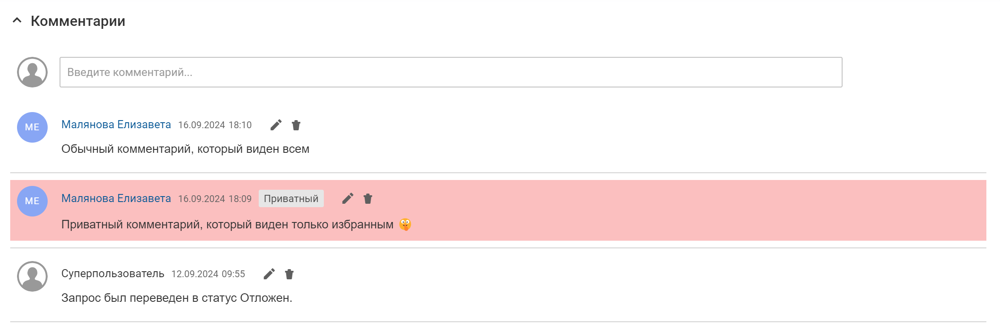 Комментарии
Введите комментарий...
МЕ
Малянова Елизавета 16.09.2024 18:10
Обычный комментарий, который виден всем
МЕ
Малянова Елизавета 16.09.2024 18:09 Приватный
Приватный комментарий, который виден только избранным
Суперпользователь 12.09.2024 09:55
Запрос был переведен в статус Отложен.